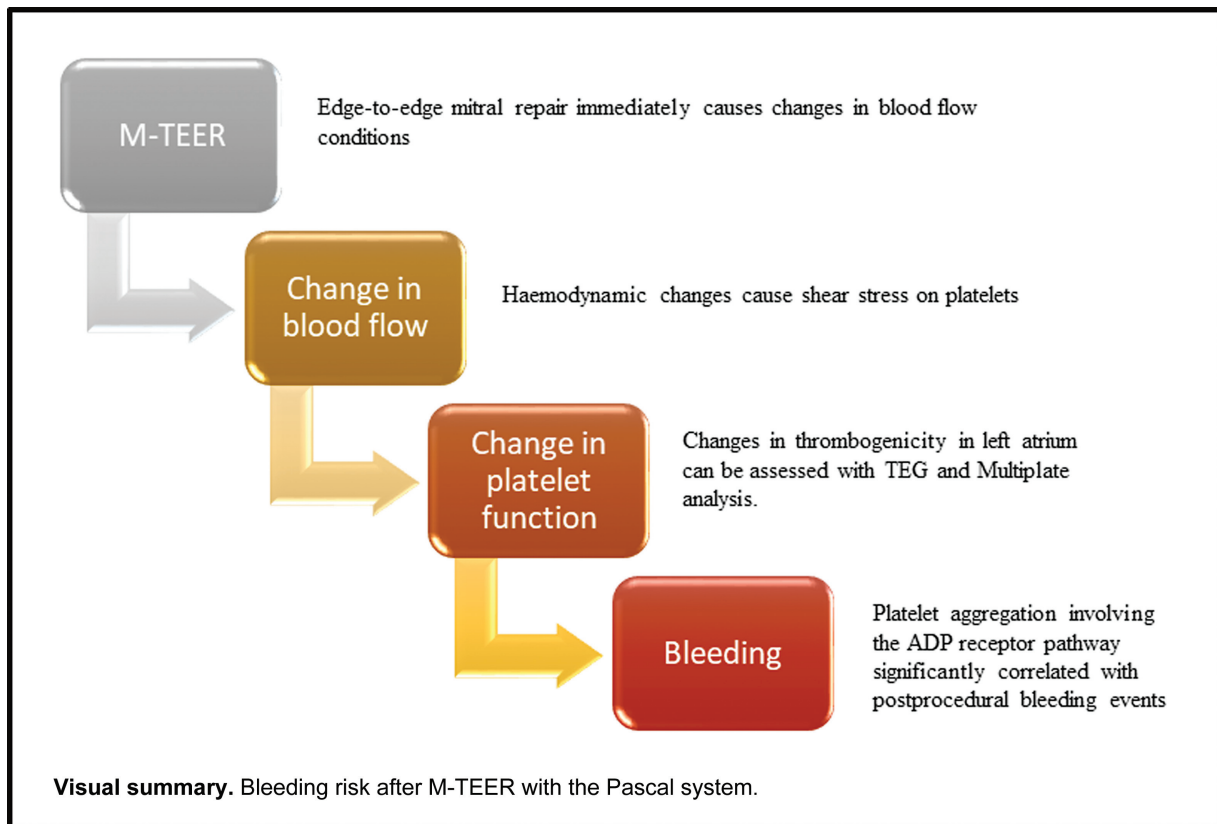 M-TEER
Edge-to-edge mitral repair immediately causes changes in blood flow
conditions
Change in
blood flow
Haemodynamic changes cause shear stress on platelets
Change in
platelet
function
Changes in thrombogenicity in left atrium
can be assessed with TEG and Multiplate
analysis.
Bleeding
Platelet aggregation involving
the ADP receptor pathway
significantly correlated with
postprocedural bleeding events
Visual summary. Bleeding risk after M-TEER with the Pascal system.